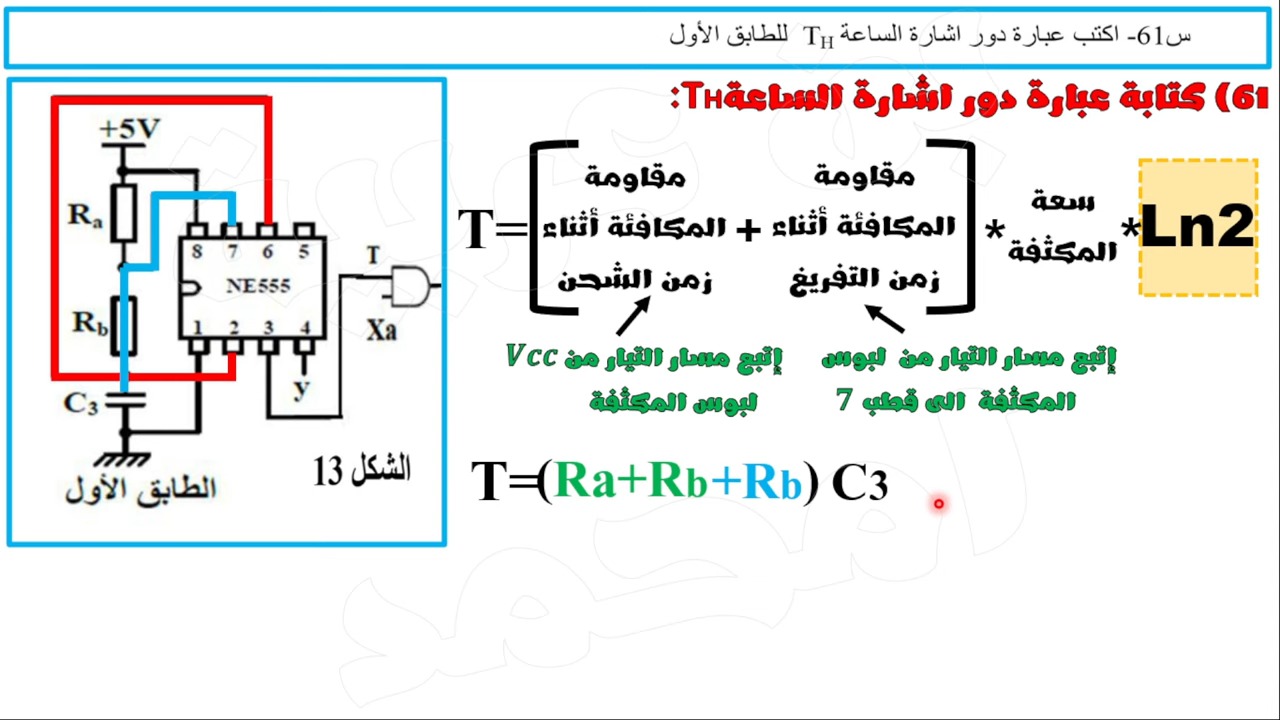 س61- اكتب عبارة دور اشارة الساعة TH للطابق الأول
61) كتابة عبارة دور اشارة الساعة TH:
+5V
Ra
8 7 6 5
NE555
1 2 3 4
Rb
C3
y
T
Xa
الطابق الأول
الشكل 13
T=[مقاومة المكافئة أثناء زمن الشحن + مقاومة المكافئة أثناء زمن التفريغ] * سعة المكثفة * Ln2
إتبع مسار التيار من Vcc
لبوس المكثفة
إتبع مسار التيار من لبوس
المكثفة الى قطب 7
T=(Ra+Rb+Rb) C3